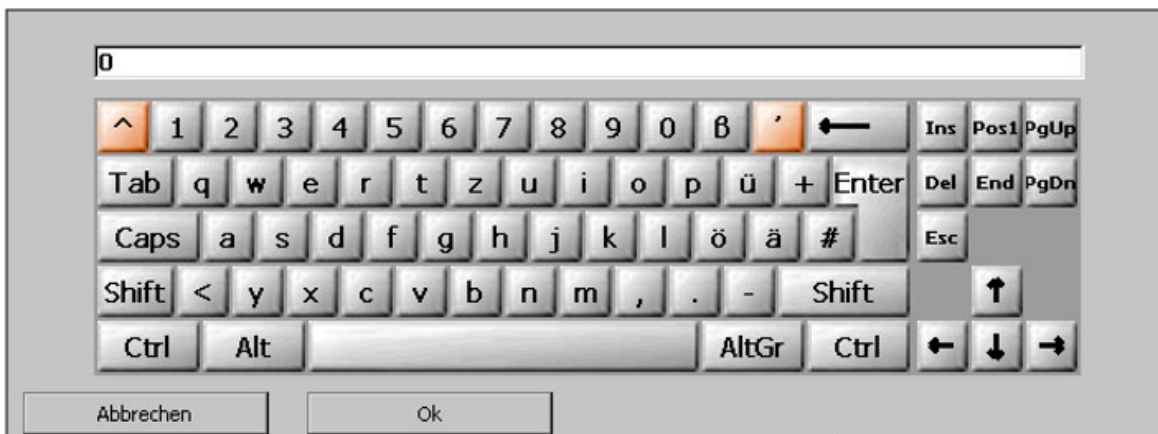 0
^ 1 2 3 4 5 6 7 8 9 0 ß ′ Ins Pos1 PgUp
Tab q w e r t z u i o p ü + Enter Del End PgDn
Caps a s d f g h j k l ö ä # Esc
Shift < y x c v b n m , . - Shift
Ctrl Alt AltGr Ctrl
Abbrechen Ok